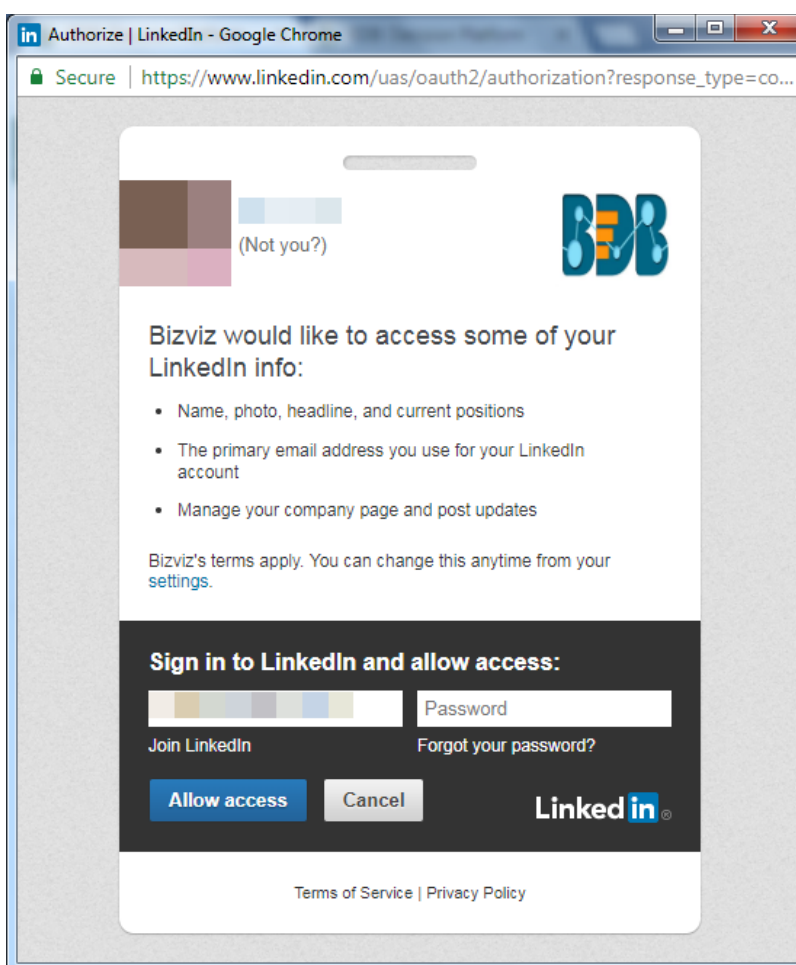 in Authorize | LinkedIn - Google Chrome
Secure | https://www.linkedin.com/uas/oauth2/authorization?response_type=co...
BDB
(Not you?)
Bizviz would like to access some of your
LinkedIn info:
• Name, photo, headline, and current positions
• The primary email address you use for your LinkedIn
account
• Manage your company page and post updates
Bizviz's terms apply. You can change this anytime from your
settings.
Sign in to LinkedIn and allow access:
Password
Join LinkedIn Forgot your password?
Allow access Cancel Linked in ®
Terms of Service | Privacy Policy